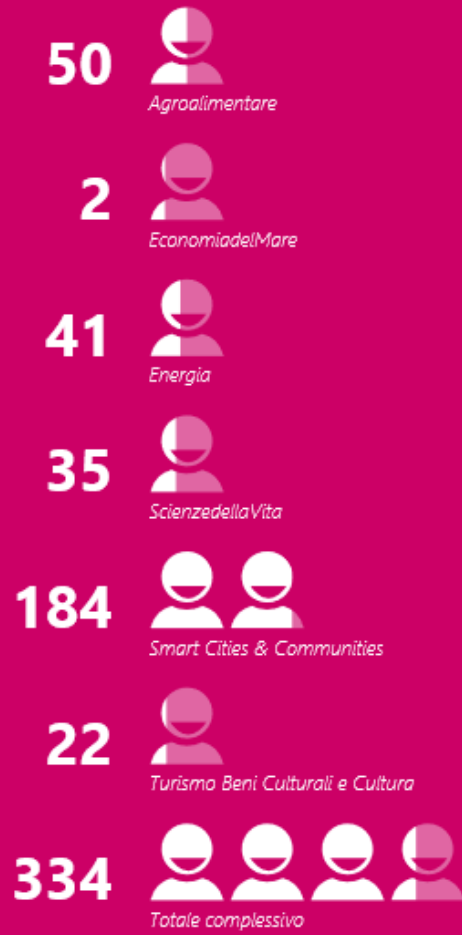 50
Agroalimentare
2
EconomiadelMare
41
Energia
35
ScienzedellaVita
184
Smart Cities & Communities
22
Turismo Beni Culturali e Cultura
334
Totale complessivo